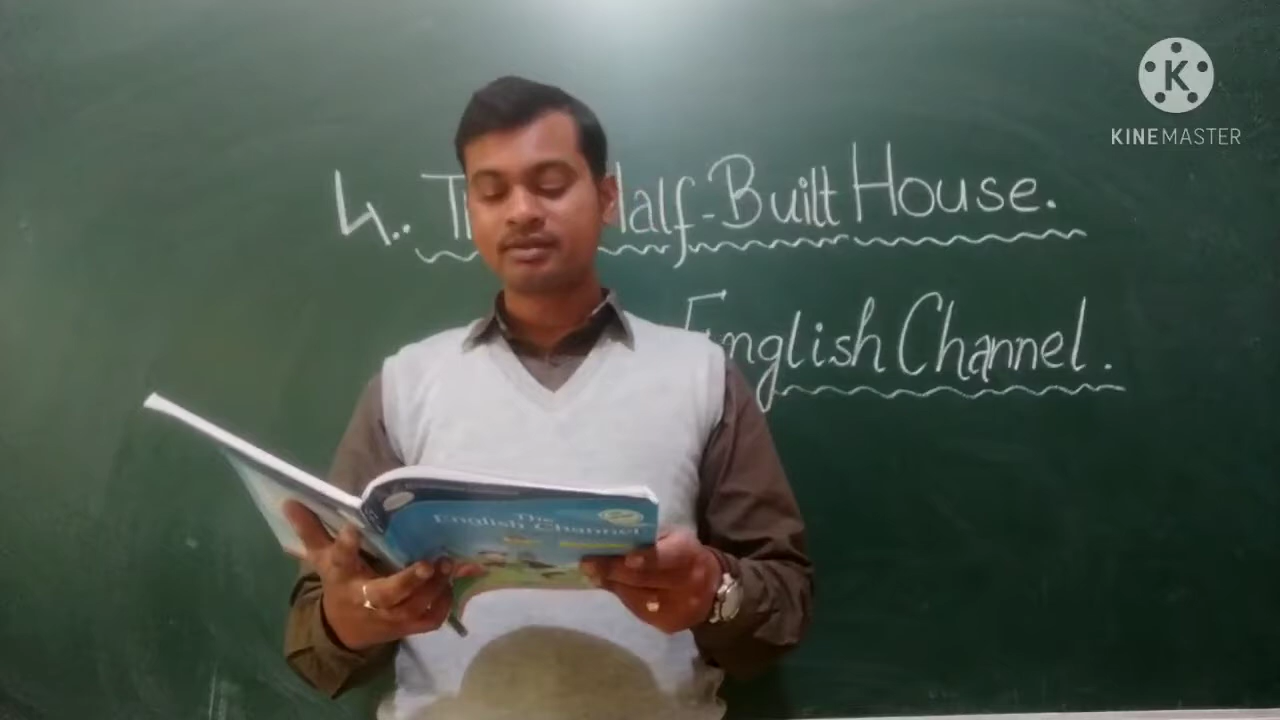 K
KINEMASTER
4. Half-Built House.
English Channel.
The
English Channel